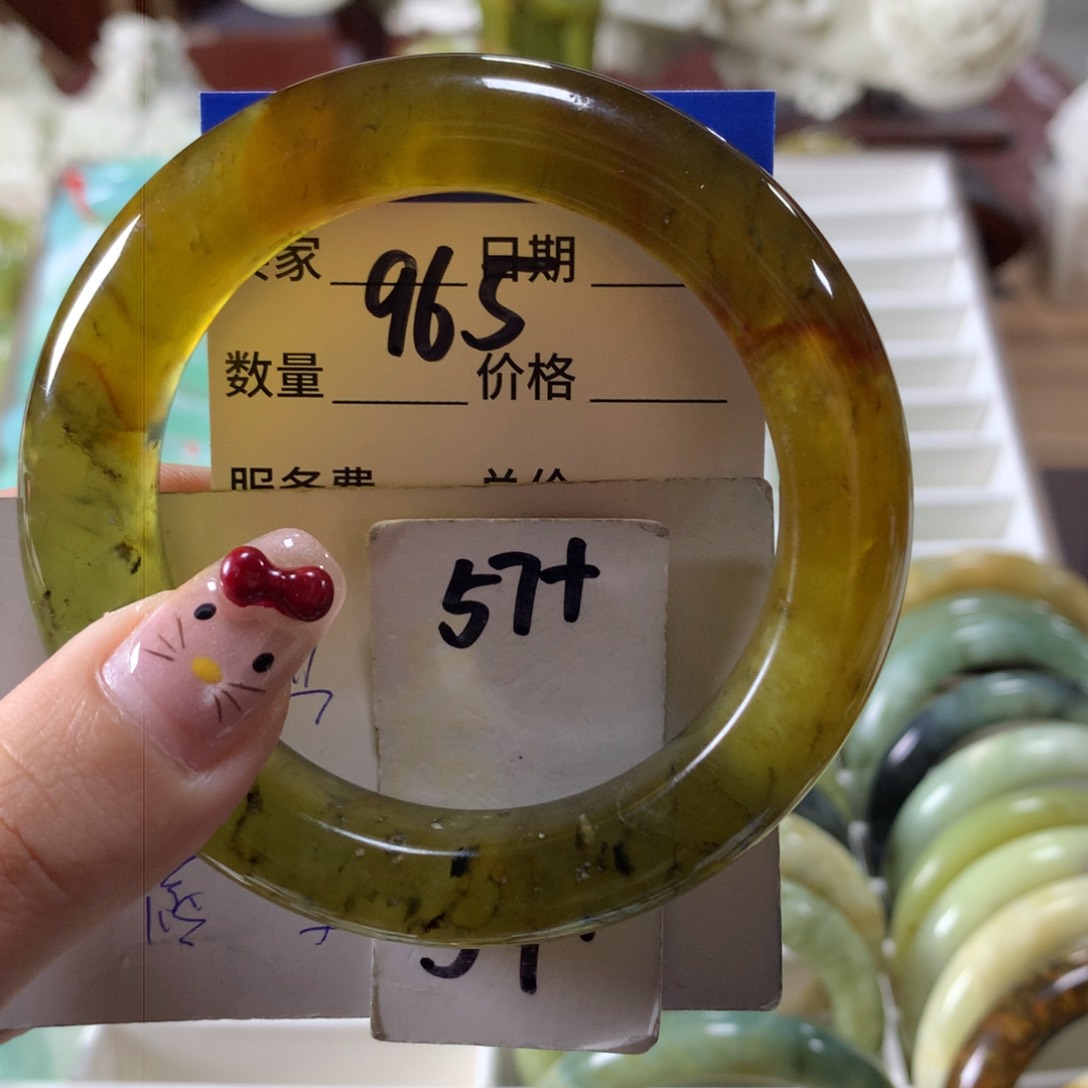 家 965 日期
数量 价格
服务费 总价
57+